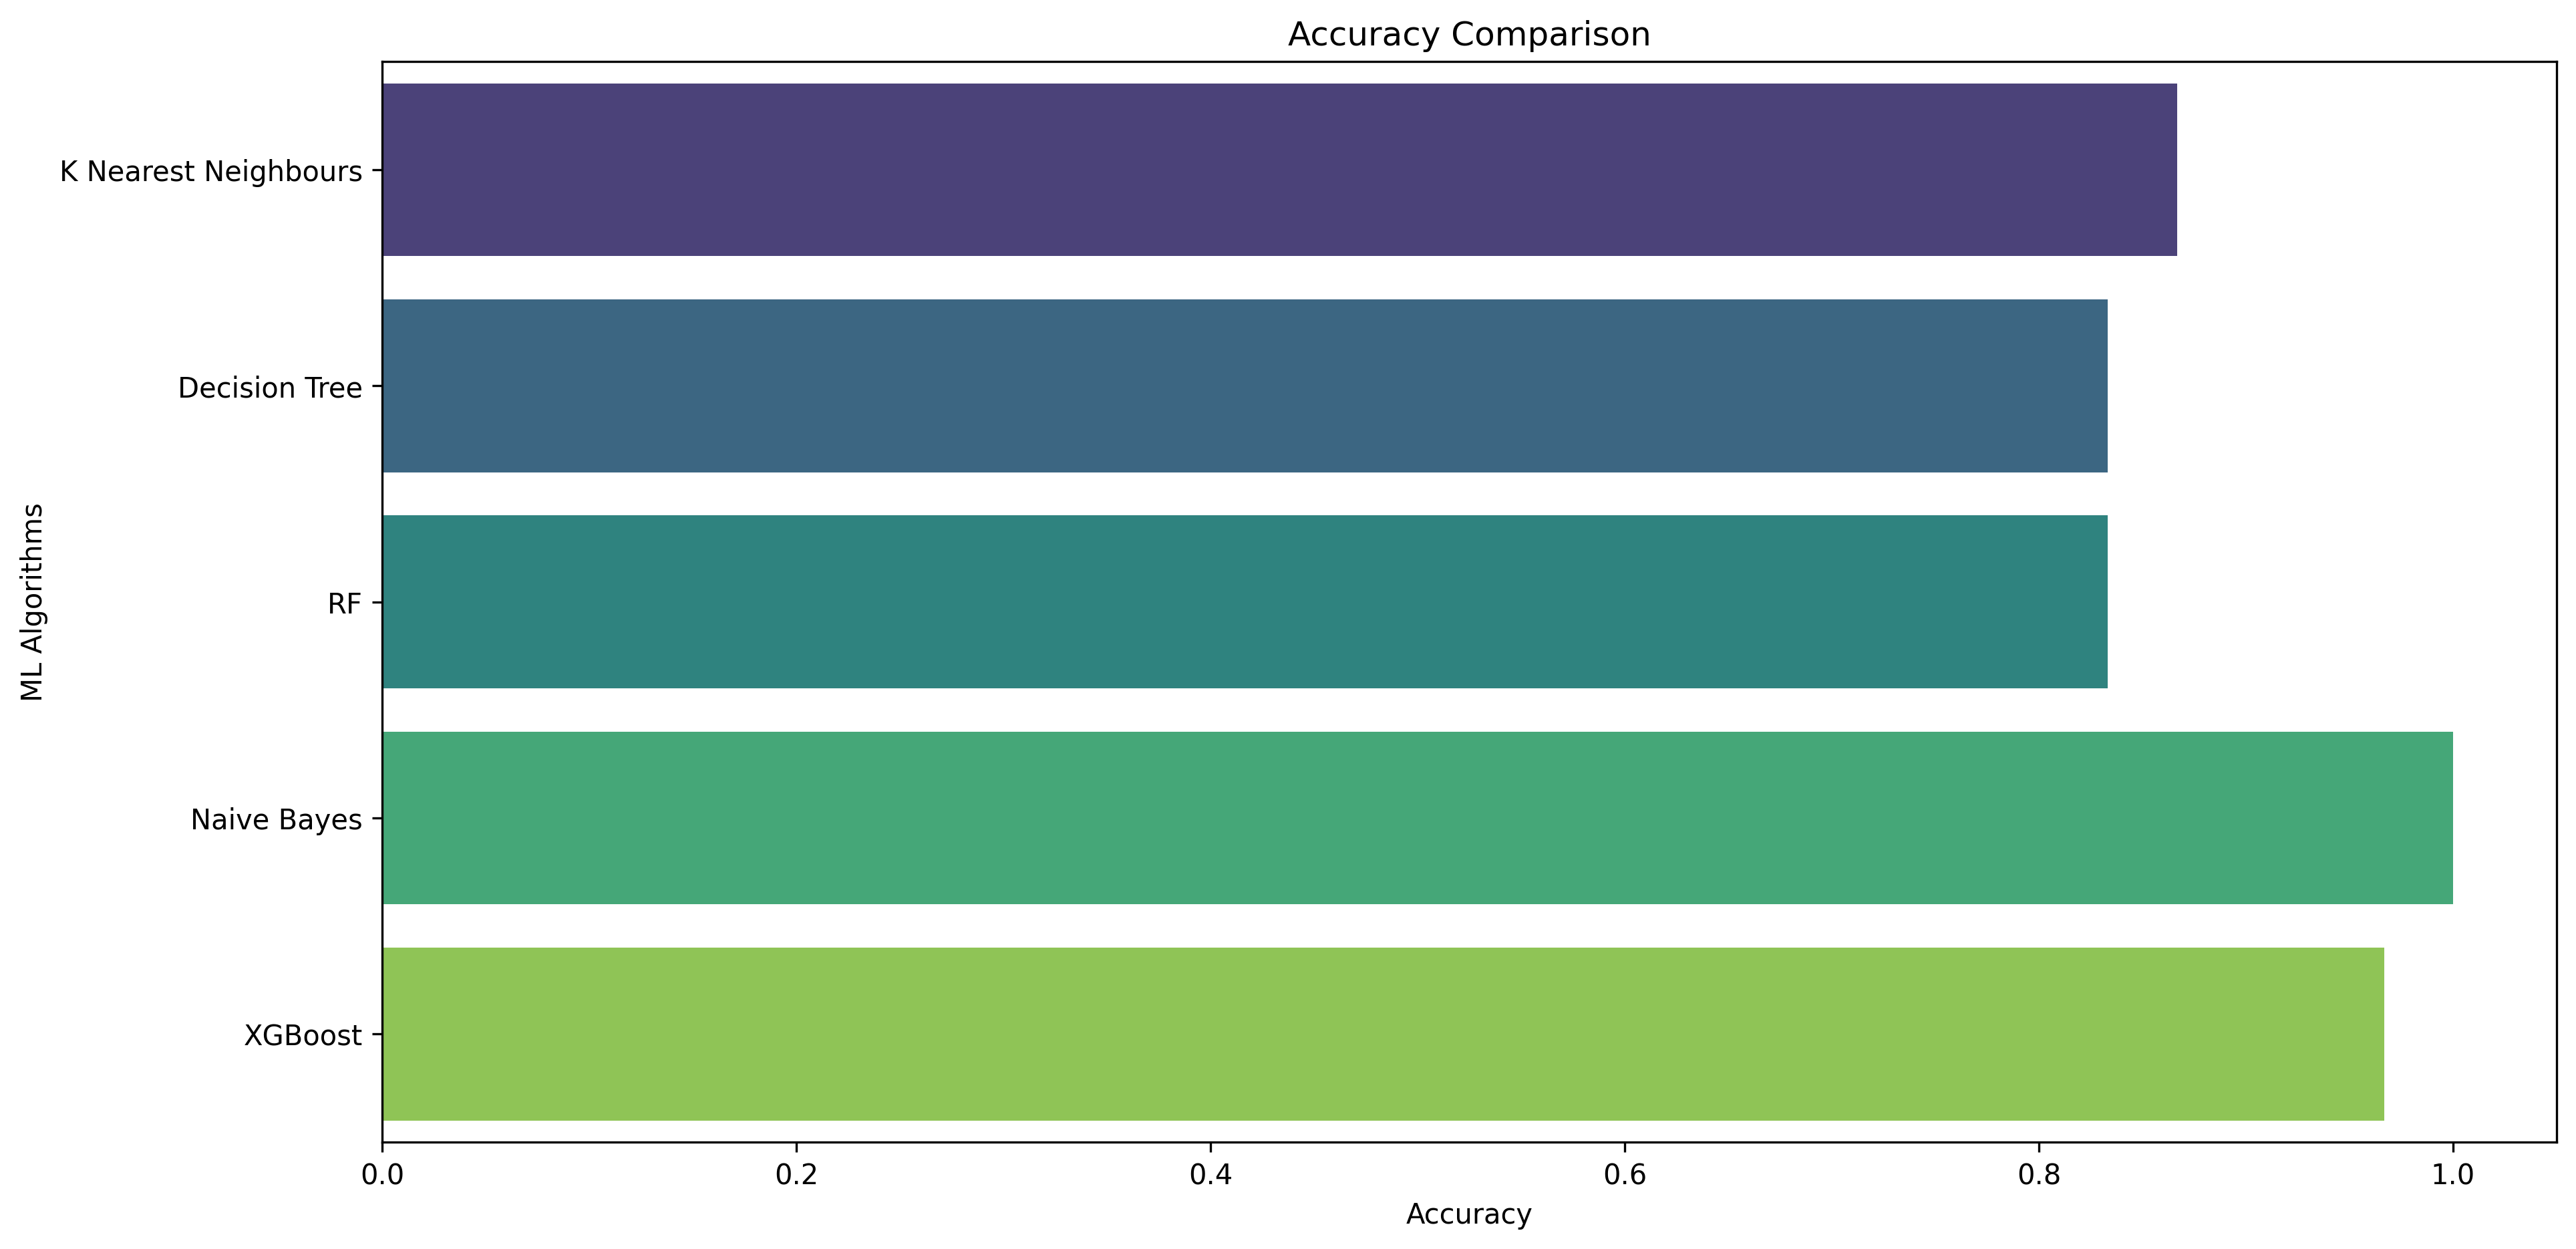 Accuracy Comparison
K Nearest Neighbours
Decision Tree
RF
Naive Bayes
XGBoost
ML Algorithms
0.0 0.2 0.4 0.6 0.8 1.0
Accuracy